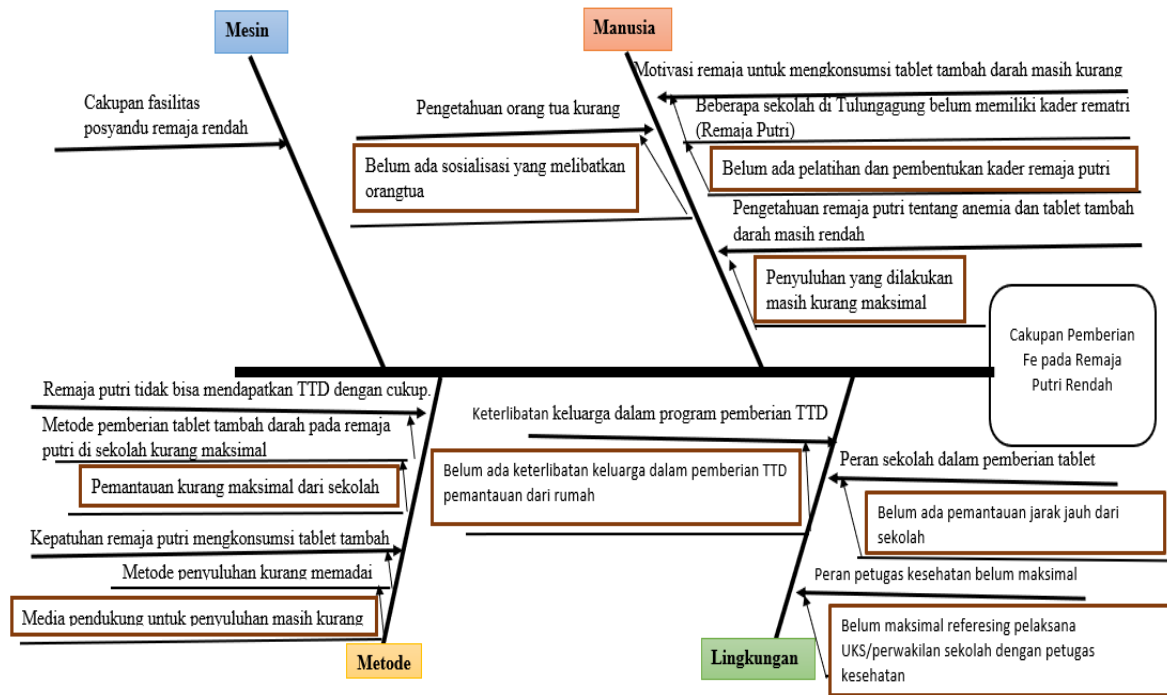 Mesin
Manusia
Cakupan fasilitas
posyandu remaja rendah
Pengetahuan orang tua kurang
Belum ada sosialisasi yang melibatkan
orangtua
Motivasi remaja untuk mengkonsumsi tablet tambah darah masih kurang
Beberapa sekolah di Tulungagung belum memiliki kader rematri
(Remaja Putri)
Belum ada pelatihan dan pembentukan kader remaja putri
Pengetahuan remaja putri tentang anemia dan tablet tambah
darah masih rendah
Penyuluhan yang dilakukan
masih kurang maksimal
Cakupan Pemberian
Fe pada Remaja
Putri Rendah
Remaja putri tidak bisa mendapatkan TTD dengan cukup.
Metode pemberian tablet tambah darah pada remaja
putri di sekolah kurang maksimal
Pemantauan kurang maksimal dari sekolah
Kepatuhan remaja putri mengkonsumsi tablet tambah
Metode penyuluhan kurang memadai
Media pendukung untuk penyuluhan masih kurang
Metode
Keterlibatan keluarga dalam program pemberian TTD
Belum ada keterlibatan keluarga dalam pemberian TTD
pemantauan dari rumah
Peran sekolah dalam pemberian tablet
Belum ada pemantauan jarak jauh dari
sekolah
Peran petugas kesehatan belum maksimal
Belum maksimal referesing pelaksana
UKS/perwakilan sekolah dengan petugas
kesehatan
Lingkungan